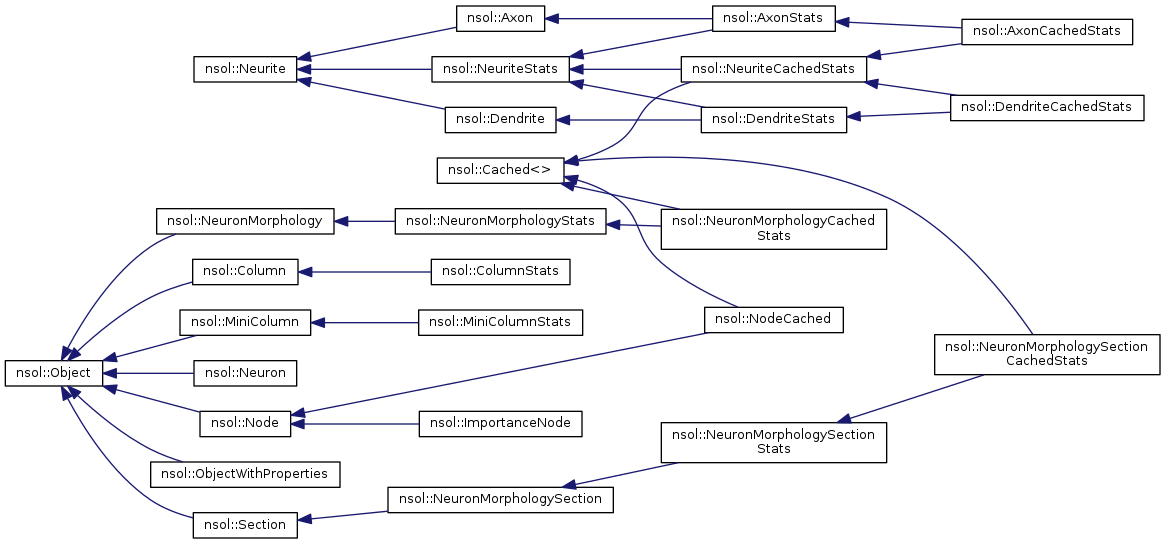 nsol::Axon
nsol::AxonStats
nsol::AxonCachedStats
nsol::Neurite
nsol::NeuriteStats
nsol::NeuriteCachedStats
nsol::DendriteCachedStats
nsol::Dendrite
nsol::DendriteStats
nsol::Cached<>
nsol::NeuronMorphology
nsol::NeuronMorphologyStats
nsol::NeuronMorphologyCached
Stats
nsol::Column
nsol::ColumnStats
nsol::MiniColumn
nsol::MiniColumnStats
nsol::NodeCached
nsol::NeuronMorphologySection
CachedStats
nsol::Object
nsol::Neuron
nsol::Node
nsol::ImportanceNode
nsol::NeuronMorphologySection
Stats
nsol::ObjectWithProperties
nsol::NeuronMorphologySection
nsol::Section